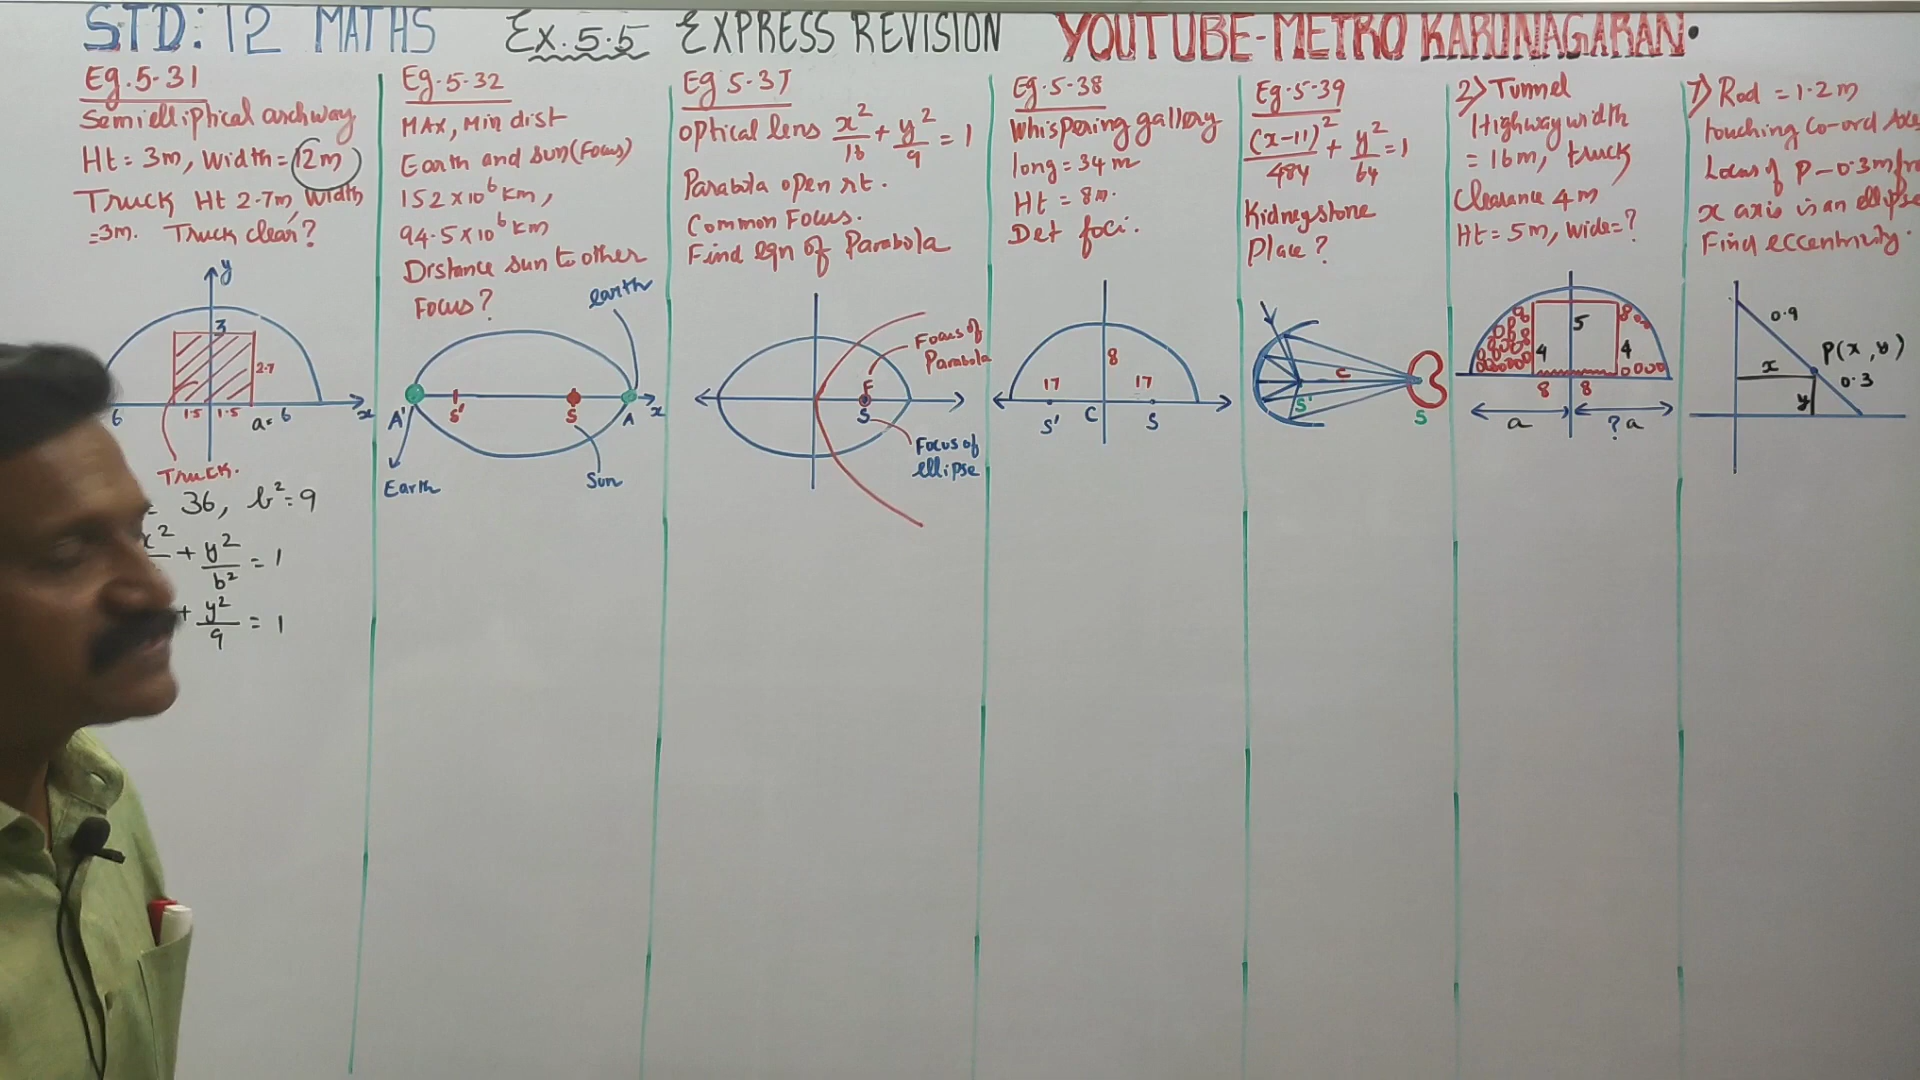 STD: 12 MATHS Ex.5.5 EXPRESS REVISION YOUTUBE-METRO KARUNAGARAN.
Eg.5-31
Semielliptical archway
Ht = 3m, width = 12m
Truck Ht 2.7m, width
=3m. Truck clear?
y
3
2.7
6
1.5
1.5
a= 6
x
Truck.
= 36, b²=9
x²
+ y²/b² = 1
+ y²/9 = 1
Eg.5-32
MAX, Min dist
Earth and Sun(Focus)
152 x 10⁶ km,
94.5 x 10⁶ km
Distance Sun to other
Focus?
earth
A'
S'
S
A
x
Earth
Sun
Eg 5-37
Optical lens x²/18 + y²/9 = 1
Parabola open rt.
Common Focus.
Find Eqn of Parabola
Focus of
Parabola
F
S
Focus of
ellipse
Eg.5-38
Whispering gallery
long = 34 m
Ht = 8m.
Det foci.
8
17
17
S'
C
S
Eg.5-39
(x-11)²/484 + y²/64 = 1
Kidneystone
Place?
C
S'
S
2) Tunnel
Highway width
= 16m, truck
Clearance 4m
Ht = 5m, wide=?
5
4
4
8
8
a
? a
7) Rod = 1.2m
touching co-ord
Locus of P - 0.3m
x axis is an ellipse
Find eccentricity.
0.9
P(x, y)
x
0.3
y